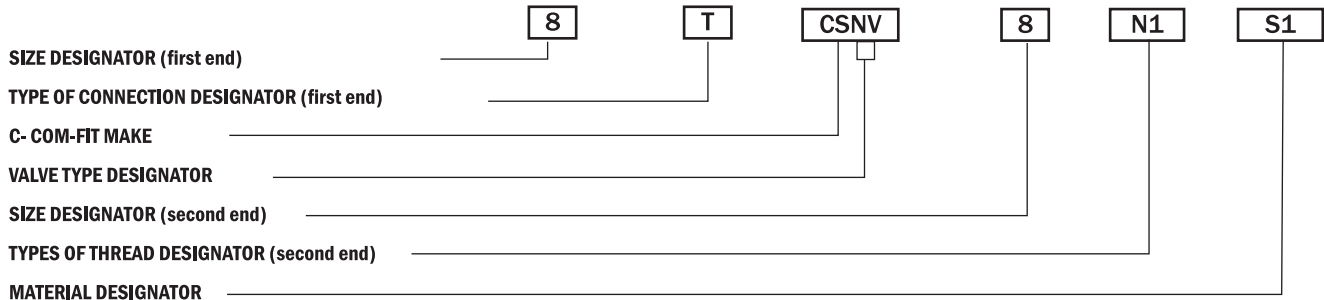 8 T CSNV 8 N1 S1
SIZE DESIGNATOR (first end)
TYPE OF CONNECTION DESIGNATOR (first end)
C- COM-FIT MAKE
VALVE TYPE DESIGNATOR
SIZE DESIGNATOR (second end)
TYPES OF THREAD DESIGNATOR (second end)
MATERIAL DESIGNATOR